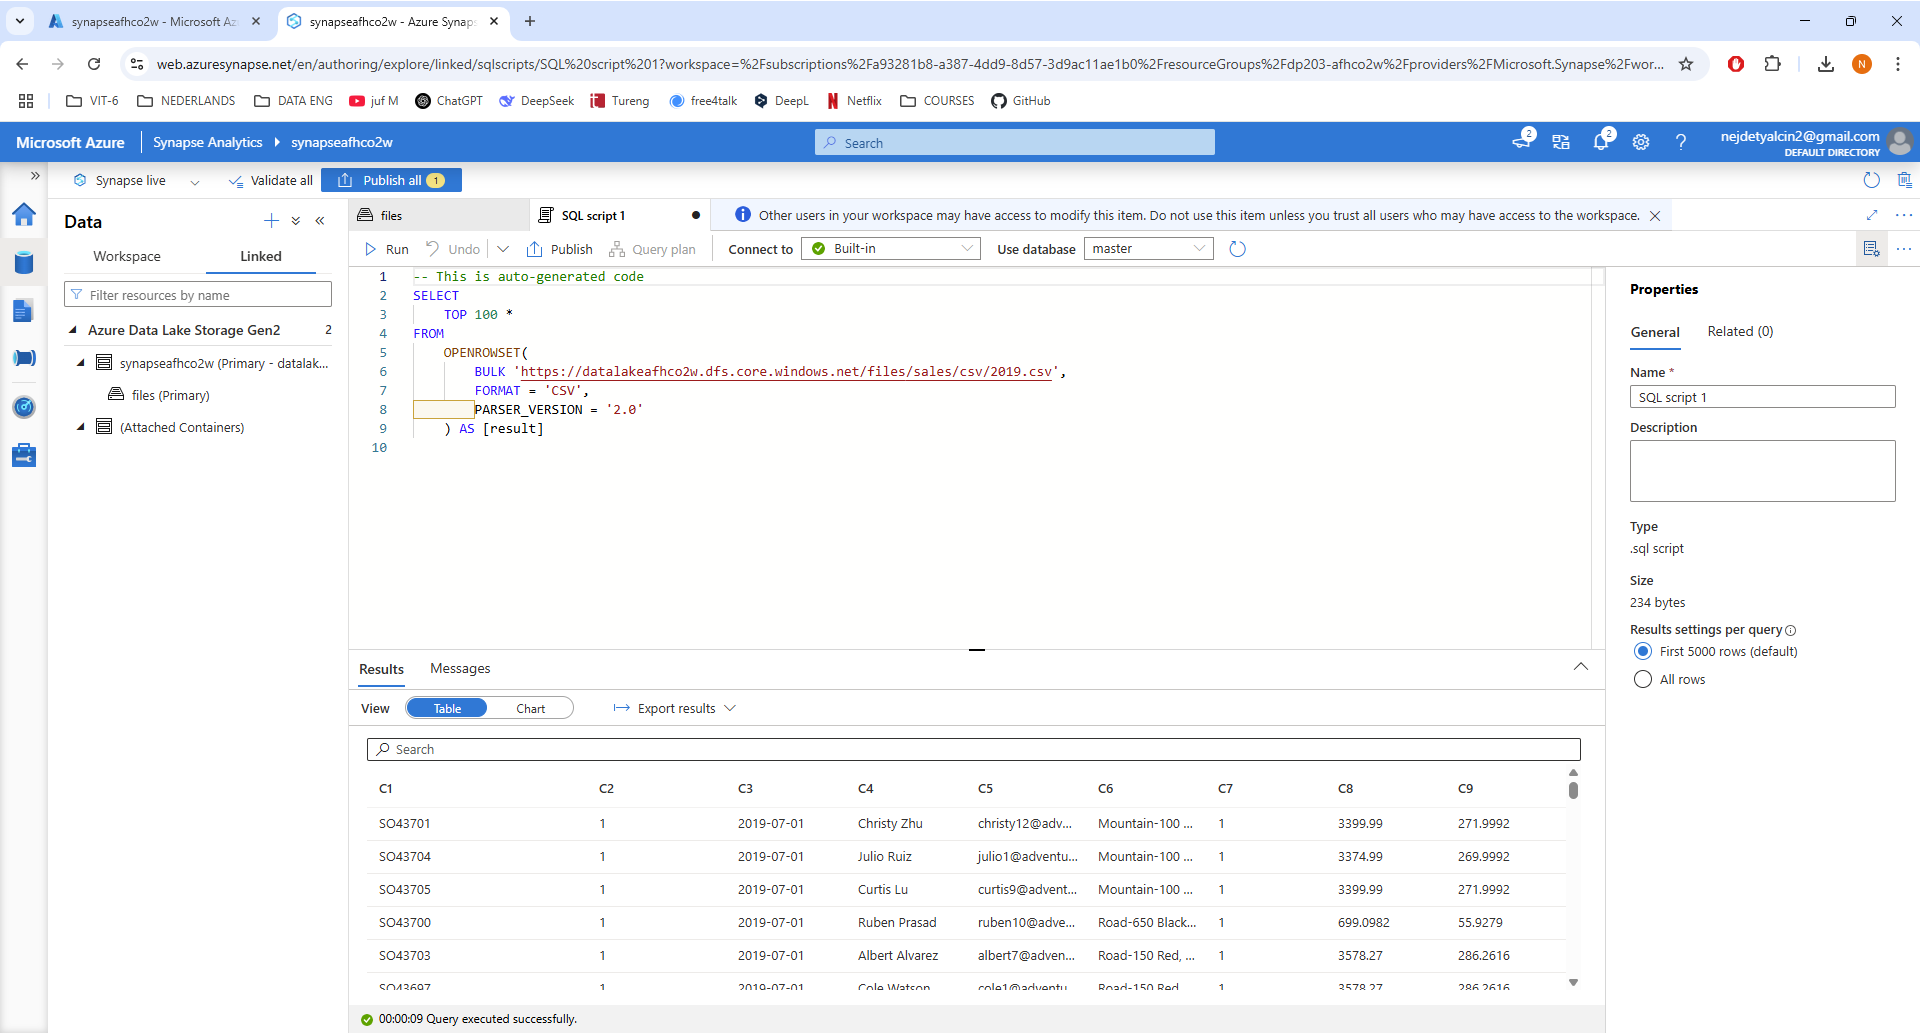 synapseafhco2w - Microsoft Az
synapseafhco2w - Azure Synaps
web.azuresynapse.net/en/authoring/explore/linked/sqlscripts/SQL%20script%201?workspace=%2Fsubscriptions%2Fa93281b8-a387-4dd9-8d57-3d9ac11ae1b0%2FresourceGroups%2Fdp203-afhco2w%2Fproviders%2FMicrosoft.Synapse%2Fwor...
N
VIT-6 NEDERLANDS DATA ENG juf M ChatGPT DeepSeek Tureng free4talk DeepL Netflix COURSES GitHub
Microsoft Azure Synapse Analytics synapseafhco2w
Search
2 2
nejdetyalcin2@gmail.com
DEFAULT DIRECTORY
Synapse live Validate all Publish all 1
Data
Workspace Linked
Filter resources by name
Azure Data Lake Storage Gen2 2
synapseafhco2w (Primary - datalak...
files (Primary)
(Attached Containers)
files SQL script 1
Other users in your workspace may have access to modify this item. Do not use this item unless you trust all users who may have access to the workspace.
Run Undo Publish Query plan Connect to Built-in Use database master
1 -- This is auto-generated code
2 SELECT
3 TOP 100 *
4 FROM
5 OPENROWSET(
6 BULK 'https://datalakeafhco2w.dfs.core.windows.net/files/sales/csv/2019.csv',
7 FORMAT = 'CSV',
8 PARSER_VERSION = '2.0'
9 ) AS [result]
10
Results Messages
View Table Chart Export results
Search
C1 C2 C3 C4 C5 C6 C7 C8 C9
SO43701 1 2019-07-01 Christy Zhu christy12@adv... Mountain-100 ... 1 3399.99 271.9992
SO43704 1 2019-07-01 Julio Ruiz julio1@adventu... Mountain-100 ... 1 3374.99 269.9992
SO43705 1 2019-07-01 Curtis Lu curtis9@advent... Mountain-100 ... 1 3399.99 271.9992
SO43700 1 2019-07-01 Ruben Prasad ruben10@adve... Road-650 Black... 1 699.0982 55.9279
SO43703 1 2019-07-01 Albert Alvarez albert7@adven... Road-150 Red, ... 1 3578.27 286.2616
SO43697 1 2019-07-01 Cole Watson cole1@adventu... Road-150 Red 1 3578.27 286.2616
00:00:09 Query executed successfully.
Properties
General Related (0)
Name *
SQL script 1
Description
Type
.sql script
Size
234 bytes
Results settings per query
First 5000 rows (default)
All rows